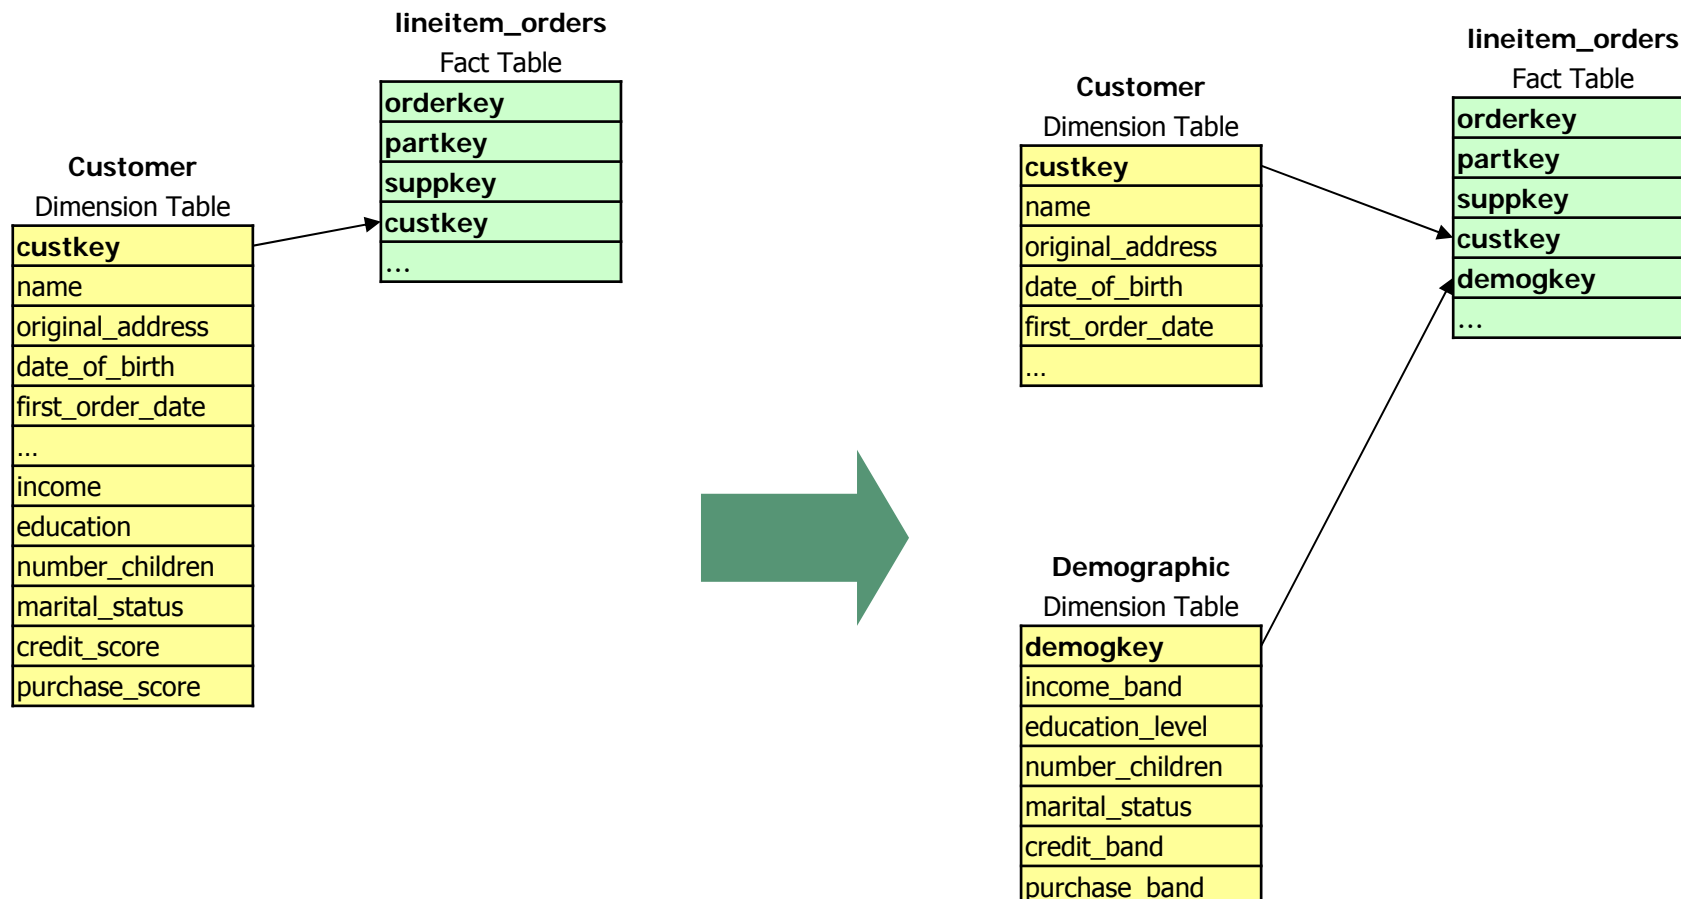 lineitem_orders
Fact Table
orderkey
partkey
suppkey
custkey
...
Customer
Dimension Table
custkey
name
original_address
date_of_birth
first_order_date
...
income
education
number_children
marital_status
credit_score
purchase_score
Customer
Dimension Table
custkey
name
original_address
date_of_birth
first_order_date
...
lineitem_orders
Fact Table
orderkey
partkey
suppkey
custkey
demogkey
...
Demographic
Dimension Table
demogkey
income_band
education_level
number_children
marital_status
credit_band
purchase_band